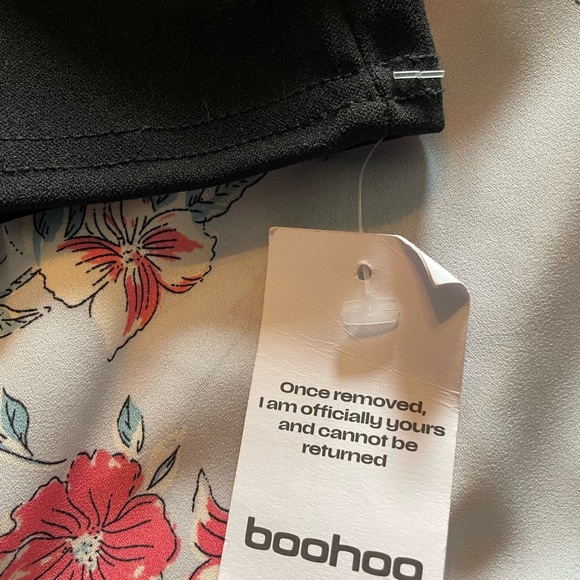 Once removed,
I am officially yours
and cannot be
returned
boohoo